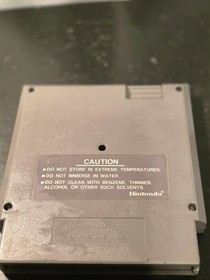 CAUTION
●DO NOT STORE IN EXTREME TEMPERATURES.
●DO NOT IMMERSE IN WATER.
●DO NOT CLEAN WITH BENZENE, THINNER,
ALCOHOL OR OTHER SUCH SOLVENTS.
Nintendo®